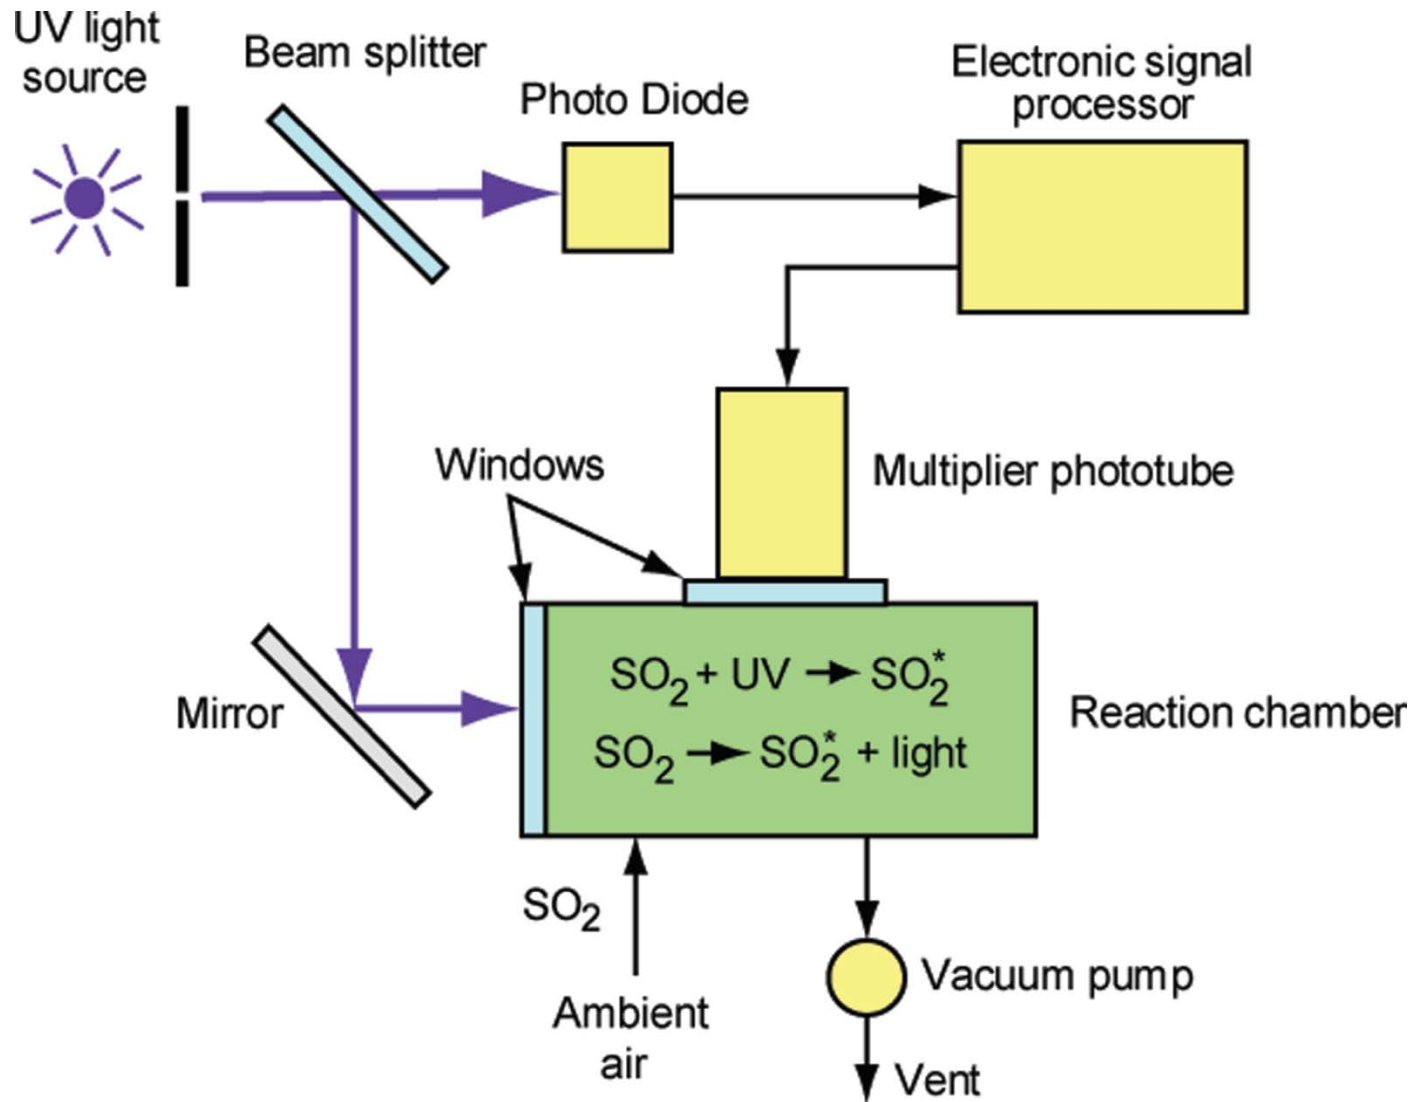 UV light
source
Beam splitter
Photo Diode
Electronic signal
processor
Windows
Multiplier phototube
Mirror
SO₂ + UV → SO₂*
SO₂ → SO₂* + light
Reaction chamber
SO₂
Ambient
air
Vacuum pump
Vent